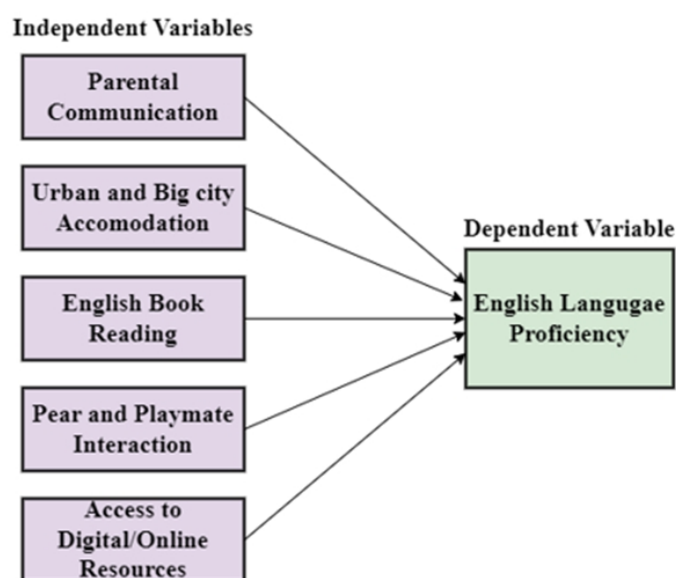 Independent Variables
Parental
Communication
Urban and Big city
Accomodation
English Book
Reading
Pear and Playmate
Interaction
Access to
Digital/Online
Resources
Dependent Variable
English Langugae
Proficiency